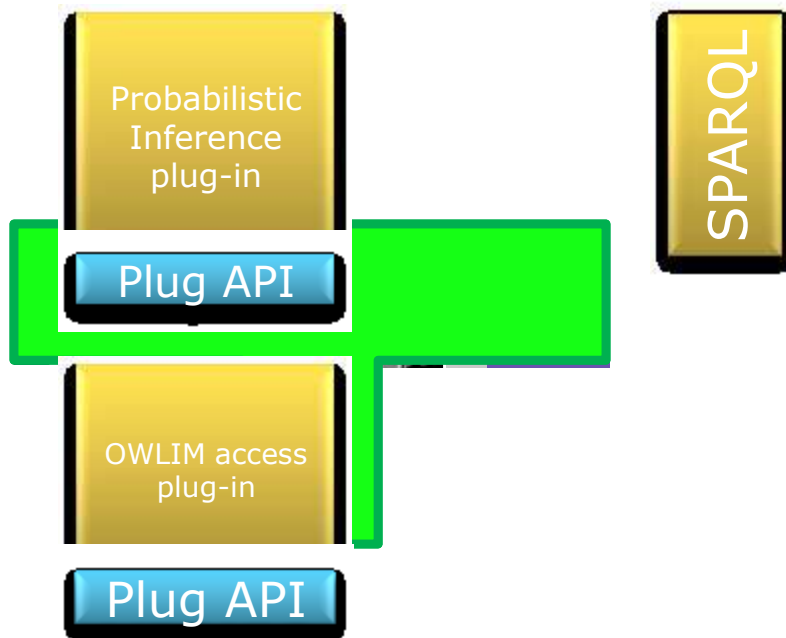 Probabilistic
Inference
plug-in
SPARQL
Plug API
OWLIM access
plug-in
Plug API